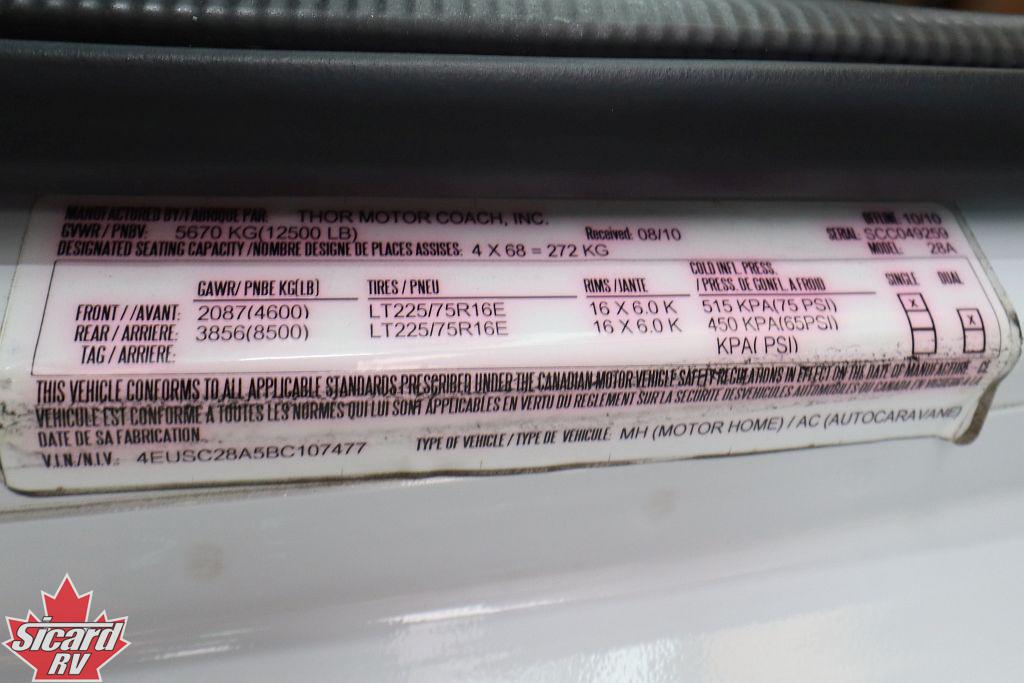 MANUFACTURED BY/FABRIQUE PAR: THOR MOTOR COACH, INC. OFFLINE 10/10
GVWR / PNBV: 5670 KG(12500 LB) Received: 08/10 SERIAL: SCC049259
DESIGNATED SEATING CAPACITY /NOMBRE DESIGNE DE PLACES ASSISES: 4 X 68 = 272 KG MODEL: 28A
GAWR/ PNBE KG(LB) TIRES / PNEU RIMS /JANTE COLD INFL. PRESS. / PRESS. DE CONFL. A FROID SINGLE DUAL
FRONT / /AVANT: 2087(4600) LT225/75R16E 16 X 6.0 K 515 KPA(75 PSI) X
REAR / ARRIERE: 3856(8500) LT225/75R16E 16 X 6.0 K 450 KPA(65PSI) X
TAG / ARRIERE: KPA( PSI)
THIS VEHICLE CONFORMS TO ALL APPLICABLE STANDARDS PRESCRIBED UNDER THE CANADIAN MOTOR VEHICLE SAFETY REGULATIONS IN EFFECT ON THE DATE OF MANUFACTURE
VEHICULE EST CONFORME A TOUTES LES NORMES QUI LUI SONT APPLICABLES EN VERTU DU REGLEMENT SUR LA SECURITE DES VEHICULES AUTOMOBILES DU CANADA EN VIGUEUR A LA
DATE DE SA FABRICATION
V.I.N./N.I.V.: 4EUSC28A5BC107477 TYPE OF VEHICLE / TYPE DE VEHICULE: MH (MOTOR HOME) / AC (AUTOCARAVANE)
Sicard
RV